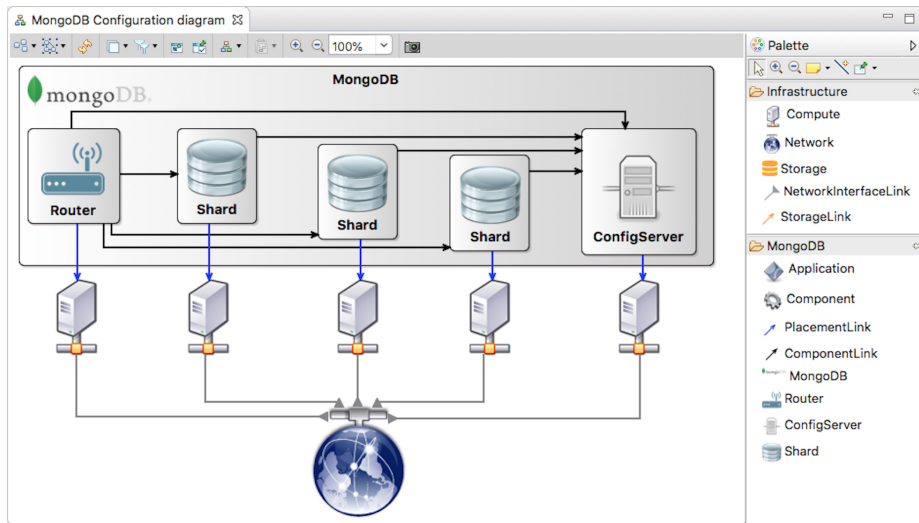 MongoDB Configuration diagram
100%
MongoDB
mongoDB.
Router
Shard
Shard
Shard
ConfigServer
Palette
Infrastructure
Compute
Network
Storage
NetworkInterfaceLink
StorageLink
MongoDB
Application
Component
PlacementLink
ComponentLink
MongoDB
Router
ConfigServer
Shard